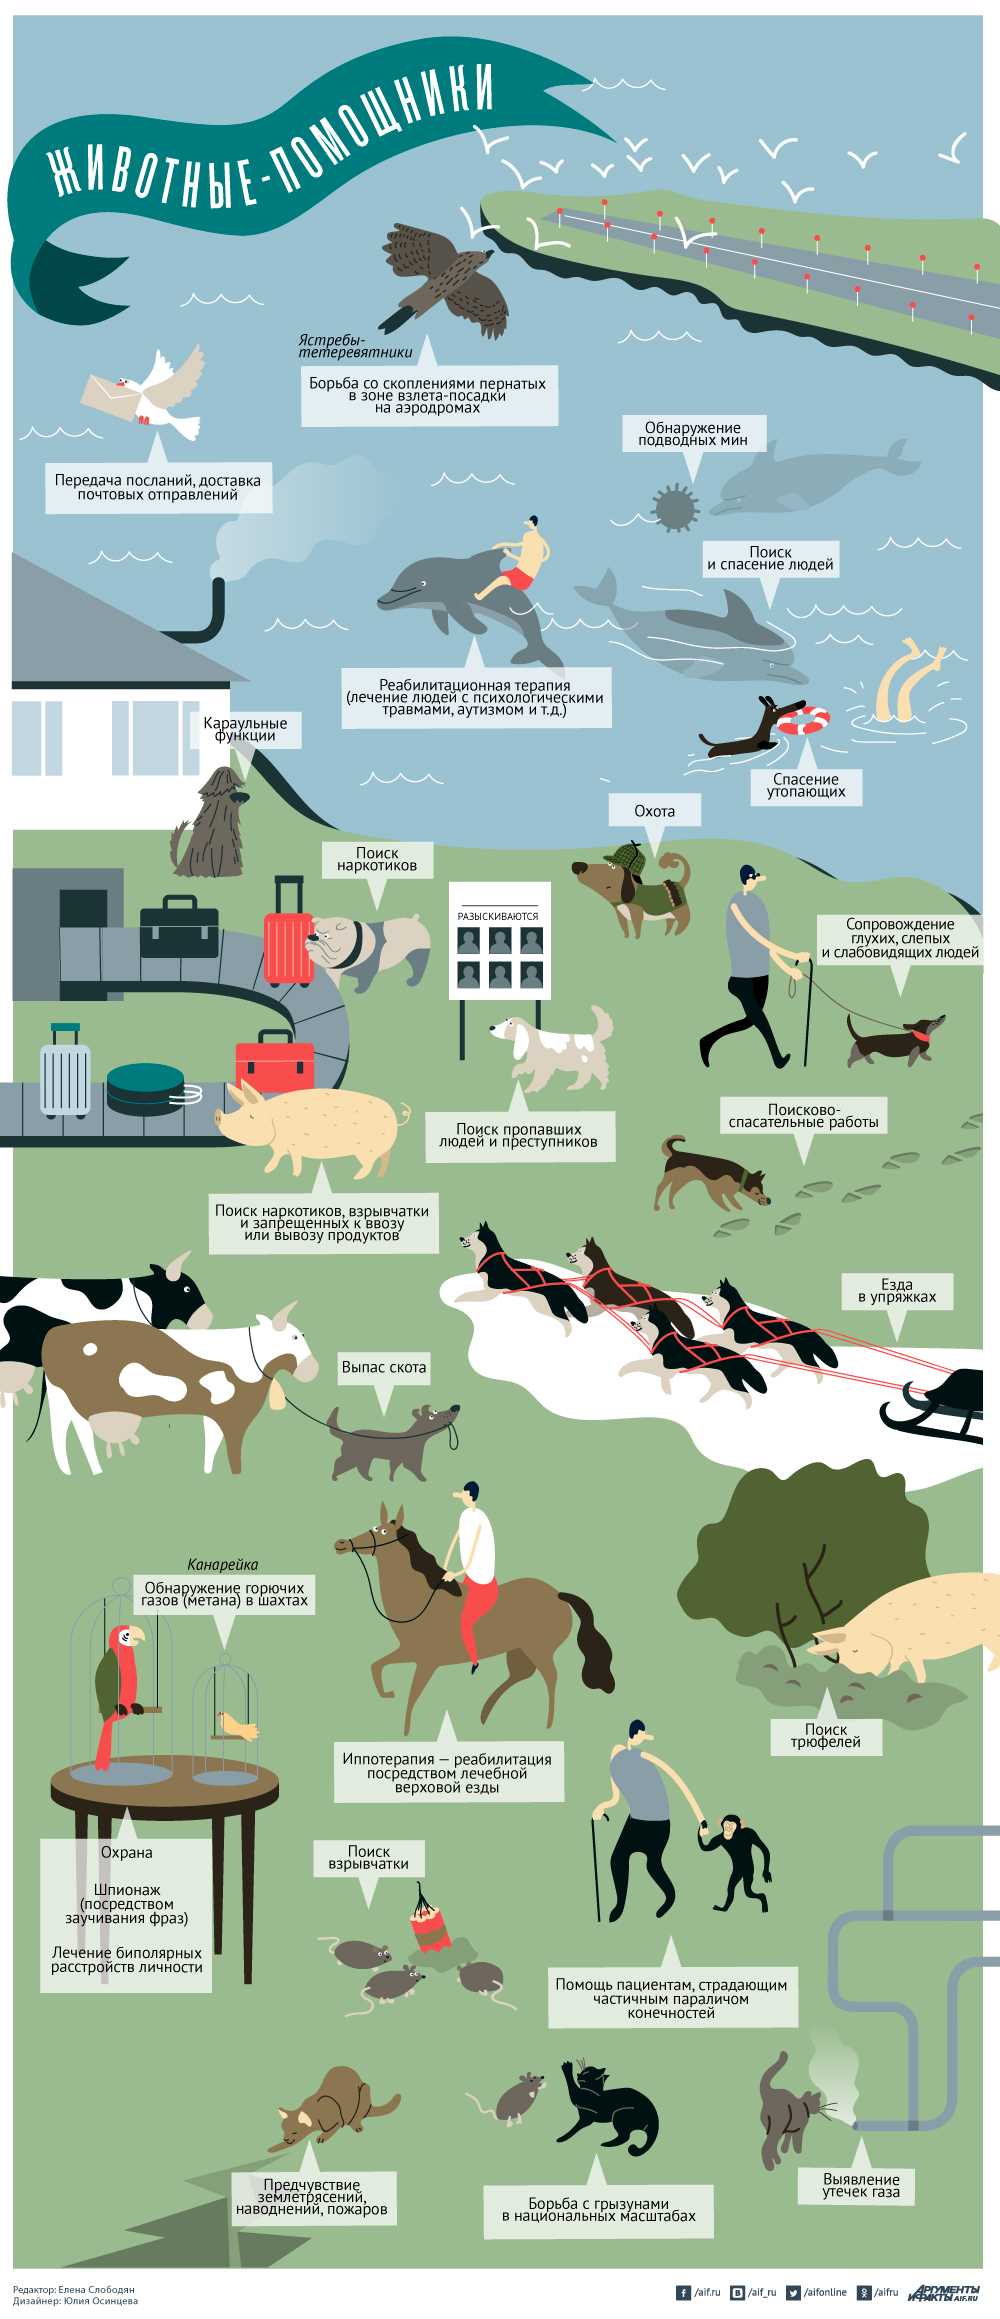 ЖИВОТНЫЕ-ПОМОЩНИКИ
Ястребы-
тетеревятники
Борьба со скоплениями пернатых
в зоне взлета-посадки
на аэродромах
Передача посланий, доставка
почтовых отправлений
Обнаружение
подводных мин
Поиск
и спасение людей
Реабилитационная терапия
(лечение людей с психологическими
травмами, аутизмом и т.д.)
Караульные
функции
Спасение
утопающих
Охота
Поиск
наркотиков
РАЗЫСКИВАЮТСЯ
Сопровождение
глухих, слепых
и слабовидящих людей
Поиск пропавших
людей и преступников
Поисково-
спасательные работы
Поиск наркотиков, взрывчатки
и запрещенных к ввозу
или вывозу продуктов
Езда
в упряжках
Выпас скота
Канарейка
Обнаружение горючих
газов (метана) в шахтах
Поиск
трюфелей
Иппотерапия — реабилитация
посредством лечебной
верховой езды
Охрана
Шпионаж
(посредством
заучивания фраз)
Лечение биполярных
расстройств личности
Поиск
взрывчатки
Помощь пациентам, страдающим
частичным параличом
конечностей
Предчувствие
землетрясений,
наводнений, пожаров
Борьба с грызунами
в национальных масштабах
Выявление
утечек газа
Редактор: Елена Слободян
Дизайнер: Юлия Осинцева
/aif.ru /aif_ru /aifonline /aifru
АРГУМЕНТЫ
И ФАКТЫ AIF.RU